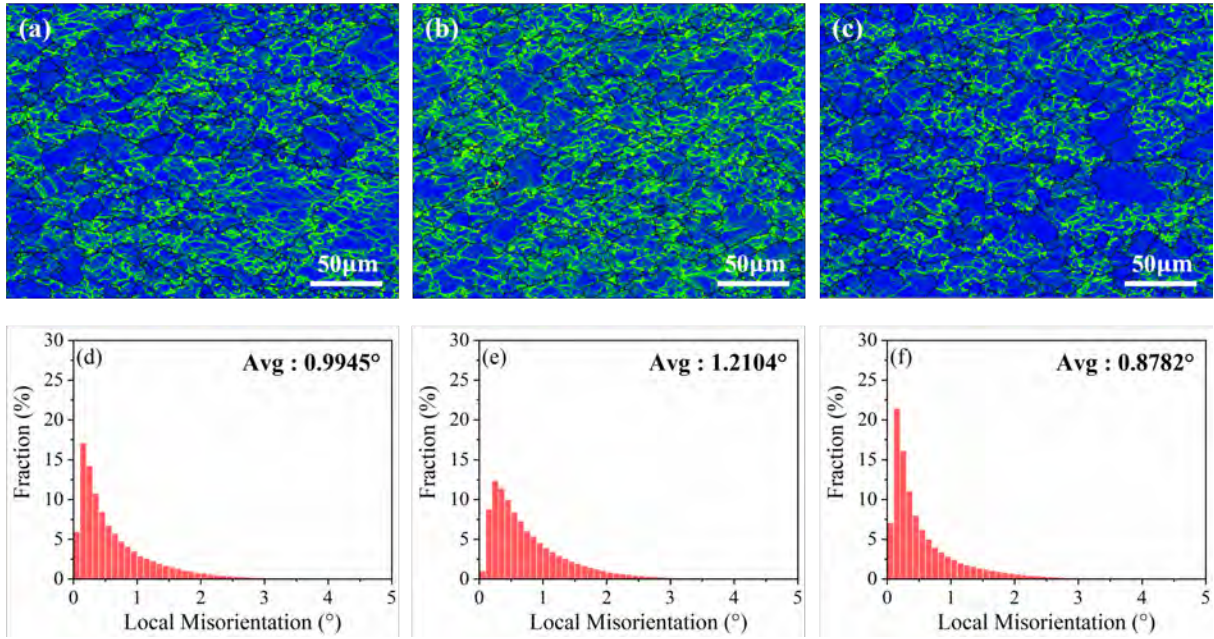 (a)
(b)
(c)
50μm
50μm
50μm
(d)
Avg : 0.9945°
30
25
20
15
10
5
0
Fraction (%)
0 1 2 3 4 5
Local Misorientation (°)
(e)
Avg : 1.2104°
30
25
20
15
10
5
0
Fraction (%)
0 1 2 3 4 5
Local Misorientation (°)
(f)
Avg : 0.8782°
30
25
20
15
10
5
0
Fraction (%)
0 1 2 3 4 5
Local Misorientation (°)